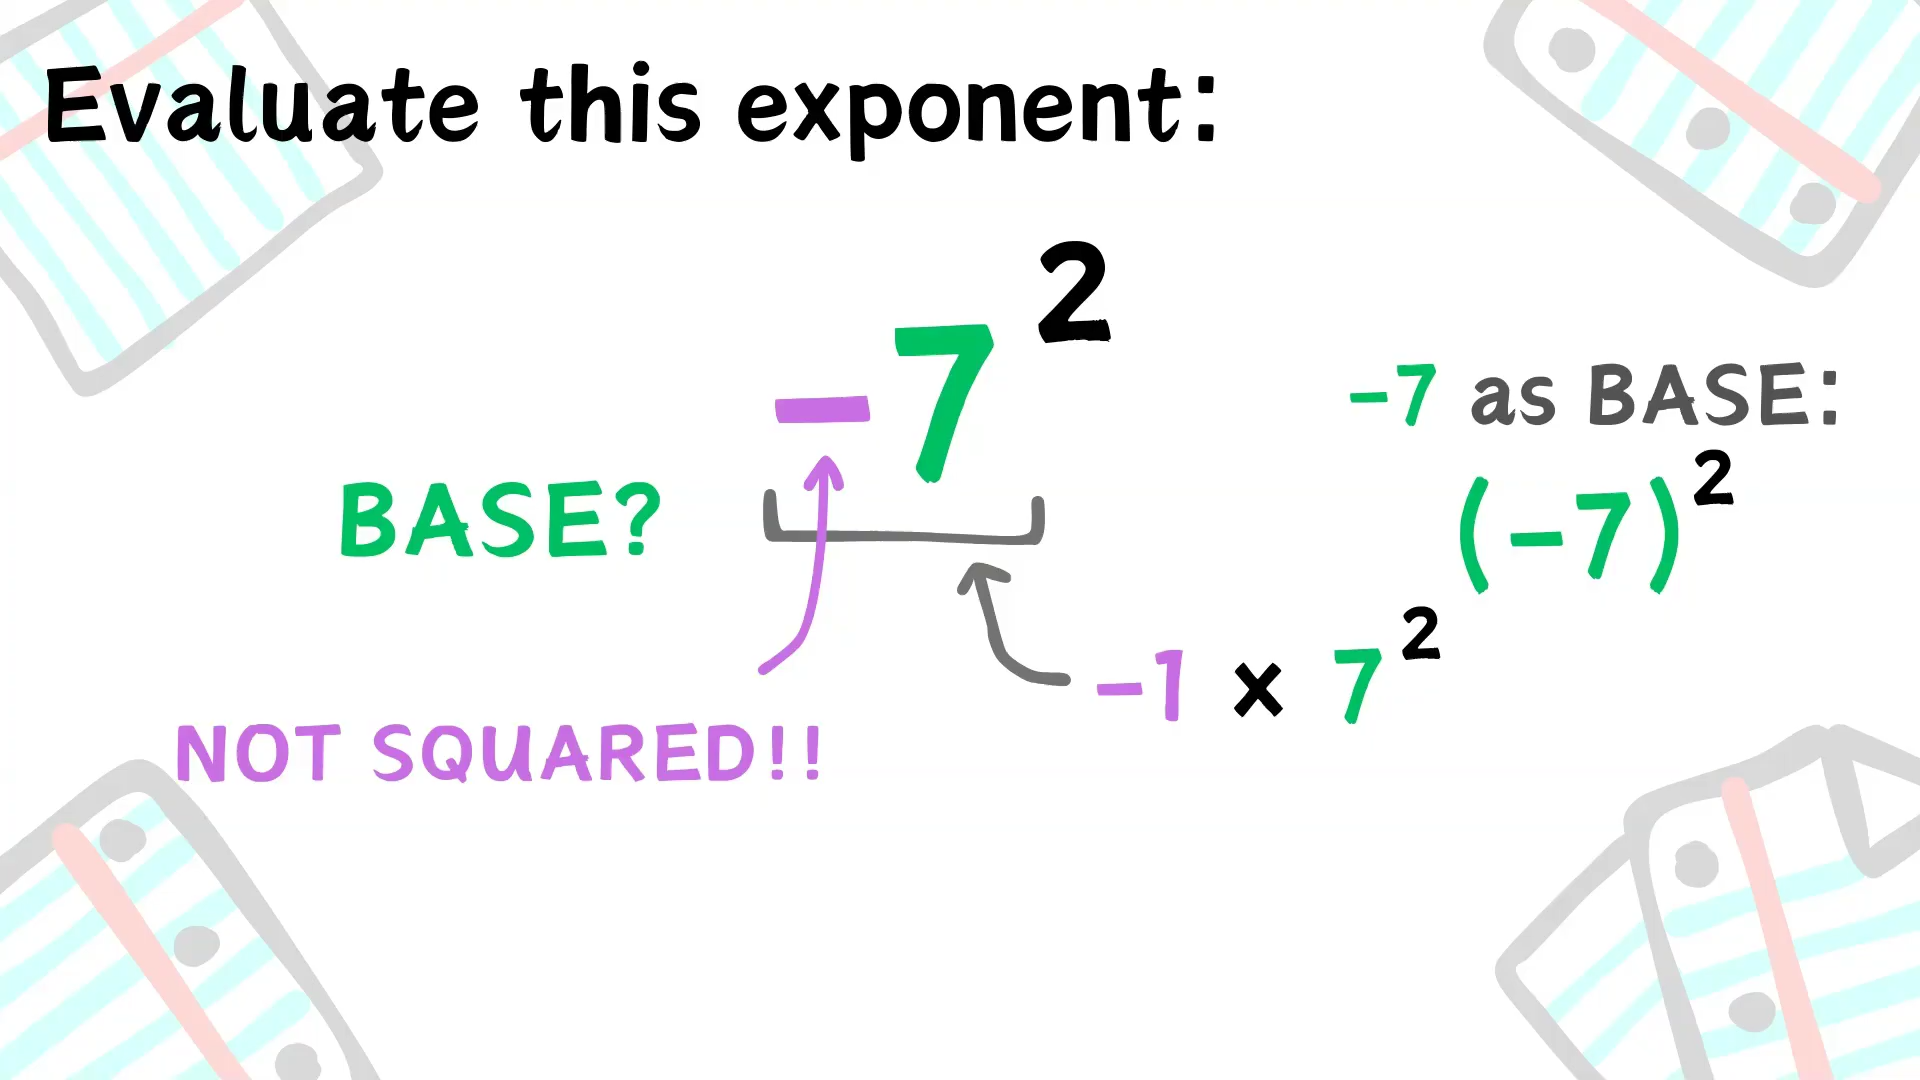 Evaluate this exponent:
-7²
-7 as BASE:
(-7)²
BASE?
-1 × 7²
NOT SQUARED!!